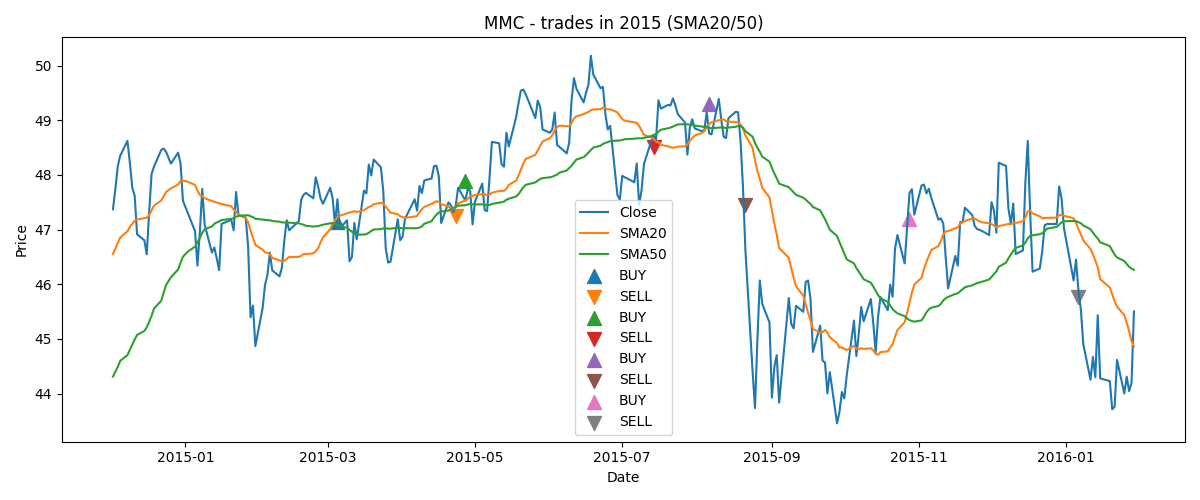 MMC - trades in 2015 (SMA20/50)
Price
50
49
48
47
46
45
44
Close
SMA20
SMA50
BUY
SELL
BUY
SELL
BUY
SELL
BUY
SELL
2015-01 2015-03 2015-05 2015-07 2015-09 2015-11 2016-01
Date